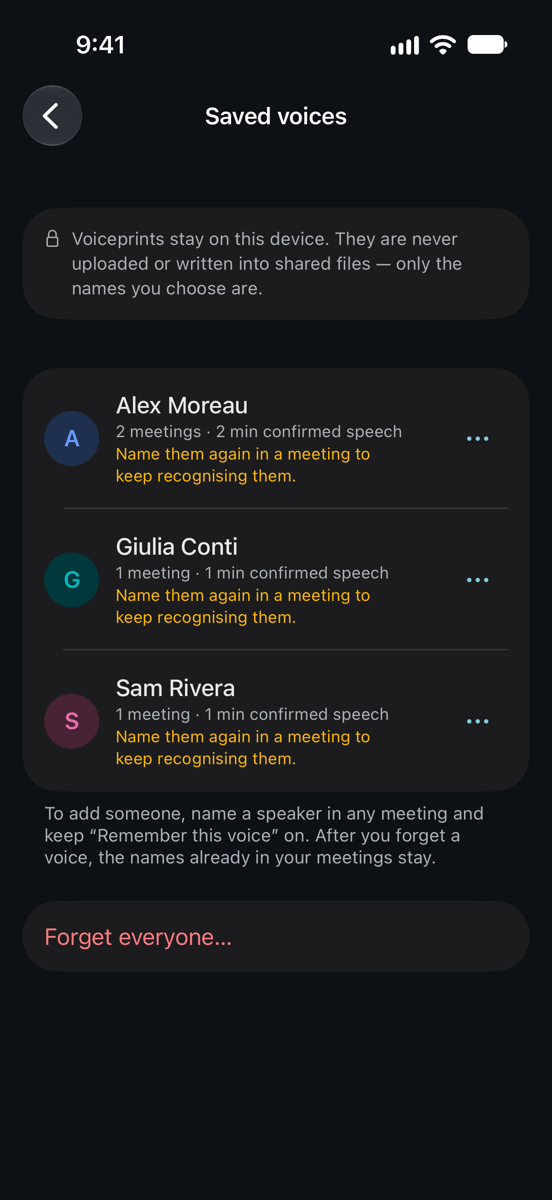 9:41
Saved voices
Voiceprints stay on this device. They are never
uploaded or written into shared files — only the
names you choose are.
A
Alex Moreau
2 meetings · 2 min confirmed speech
Name them again in a meeting to
keep recognising them.
G
Giulia Conti
1 meeting · 1 min confirmed speech
Name them again in a meeting to
keep recognising them.
S
Sam Rivera
1 meeting · 1 min confirmed speech
Name them again in a meeting to
keep recognising them.
To add someone, name a speaker in any meeting and
keep “Remember this voice” on. After you forget a
voice, the names already in your meetings stay.
Forget everyone...